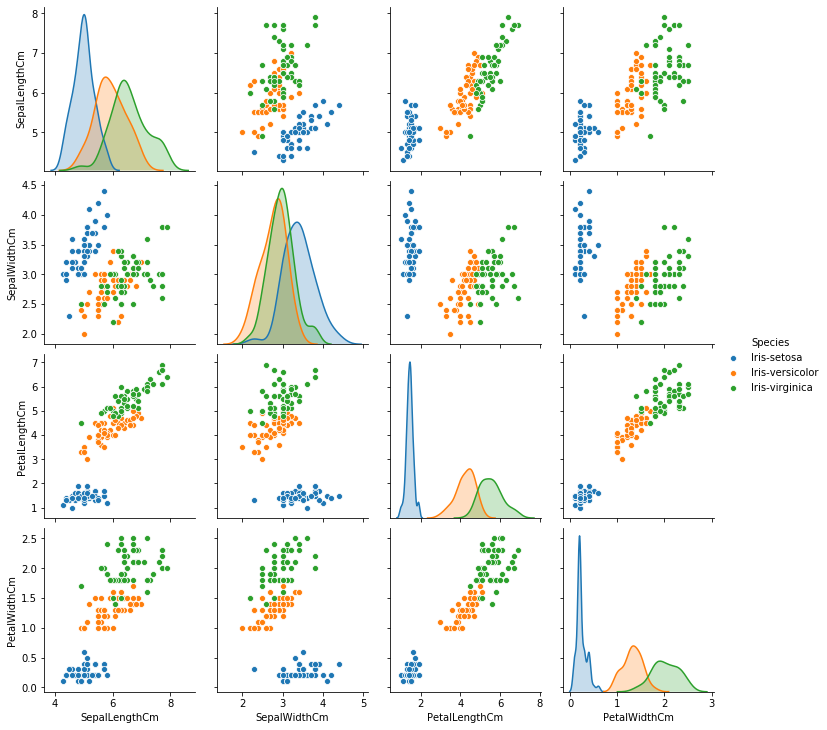 8
7
6
5
SepalLengthCm
4.5
4.0
3.5
3.0
2.5
2.0
SepalWidthCm
7
6
5
4
3
2
1
PetalLengthCm
2.5
2.0
1.5
1.0
0.5
0.0
PetalWidthCm
4 6 8
SepalLengthCm
2 3 4 5
SepalWidthCm
2 4 6 8
PetalLengthCm
0 1 2 3
PetalWidthCm
Species
Iris-setosa
Iris-versicolor
Iris-virginica